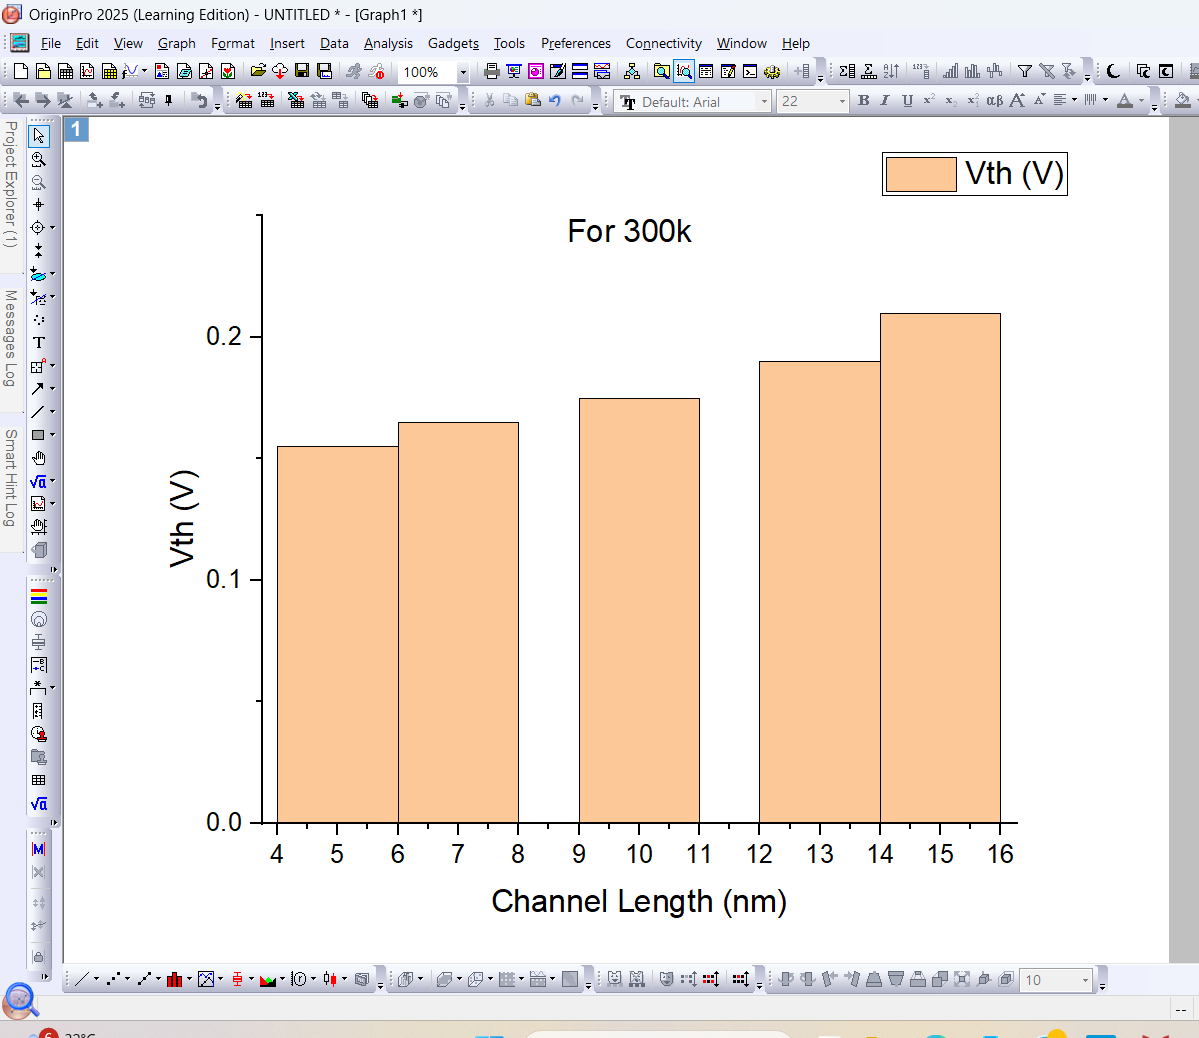 OriginPro 2025 (Learning Edition) - UNTITLED * - [Graph1 *]
File Edit View Graph Format Insert Data Analysis Gadgets Tools Preferences Connectivity Window Help
100%
Default: Arial 22 B I U
Project Explorer (1)
Messages Log
Smart Hint Log
1
Vth (V)
For 300k
0.2
0.1
0.0
Vth (V)
4 5 6 7 8 9 10 11 12 13 14 15 16
Channel Length (nm)
10
--